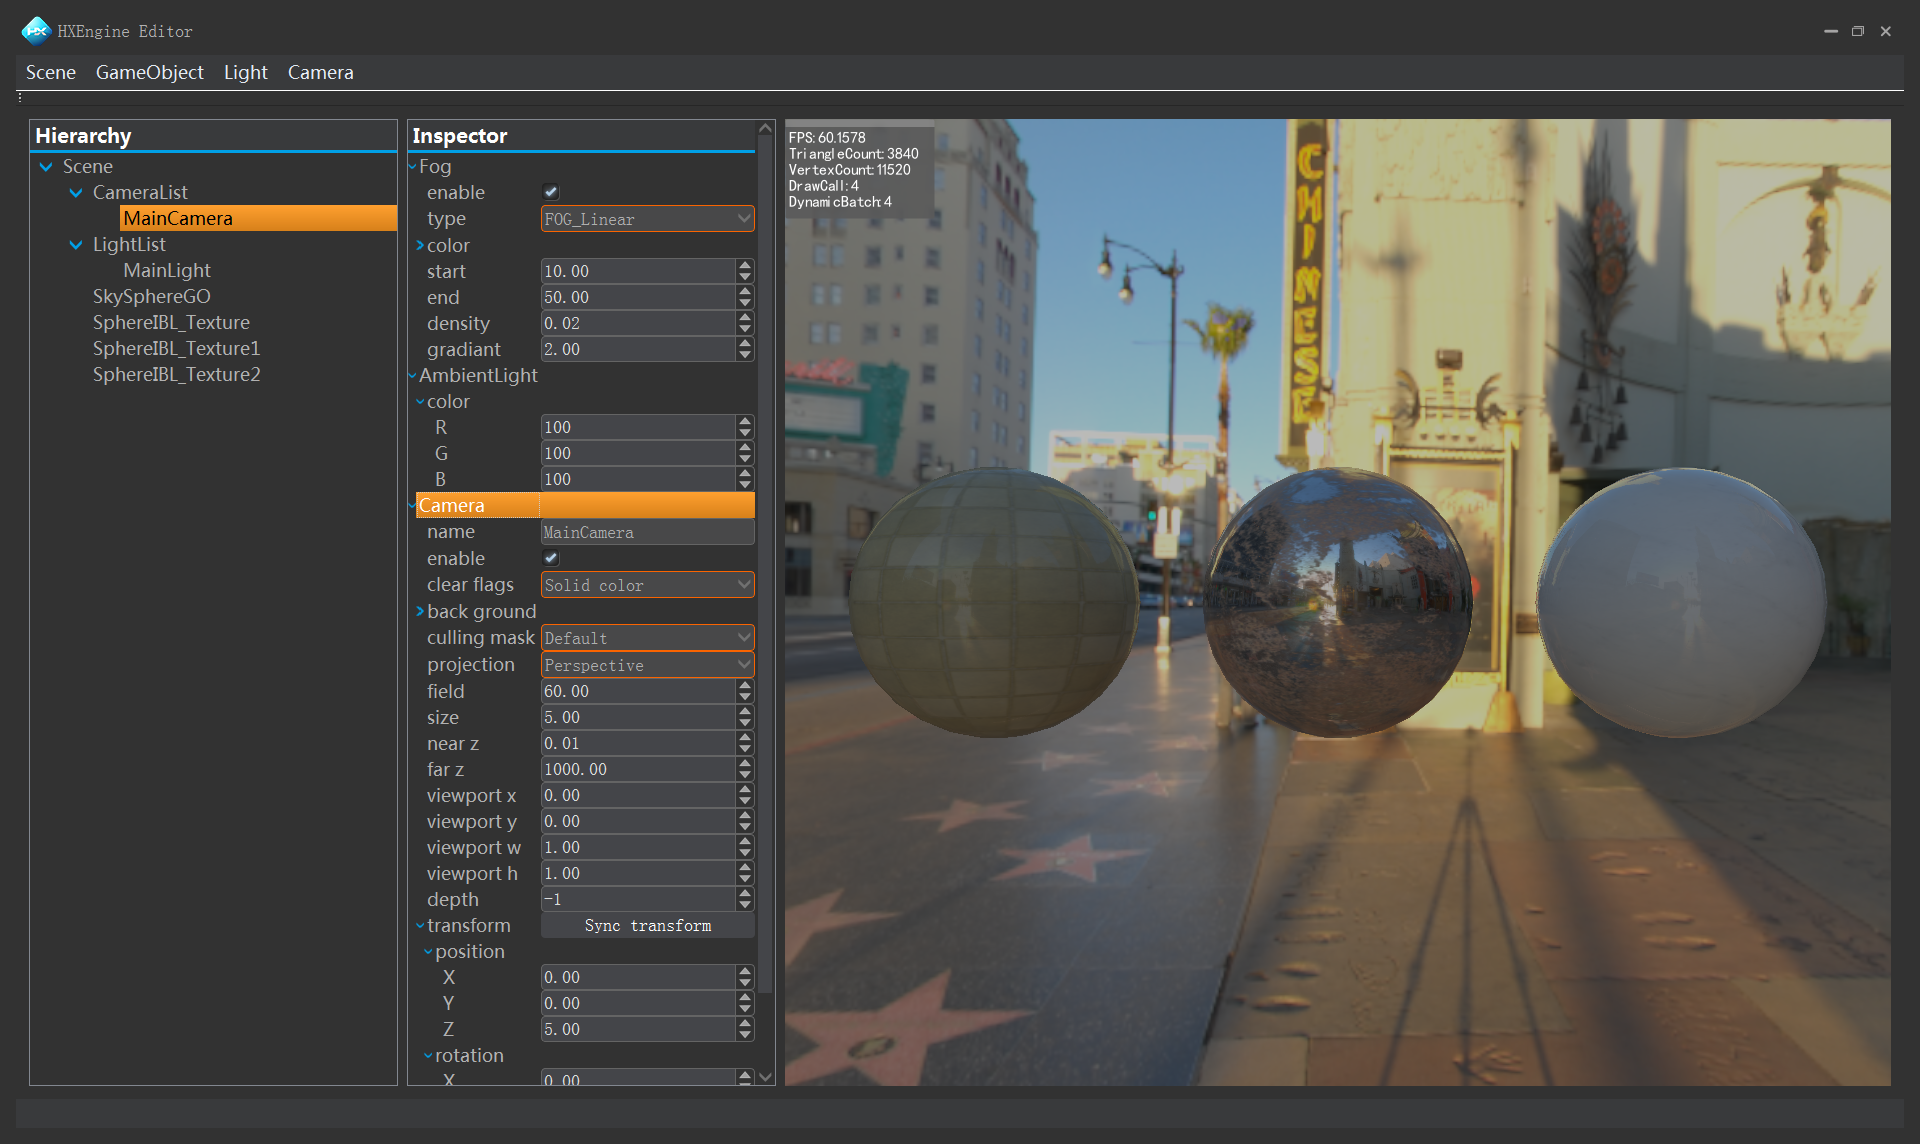 HXEngine Editor
Scene GameObject Light Camera
Hierarchy
Scene
CameraList
MainCamera
LightList
MainLight
SkySphereGO
SphereIBL_Texture
SphereIBL_Texture1
SphereIBL_Texture2
Inspector
Fog
enable
type FOG_Linear
color
start 10.00
end 50.00
density 0.02
gradiant 2.00
AmbientLight
color
R 100
G 100
B 100
Camera
name MainCamera
enable
clear flags Solid color
back ground
culling mask Default
projection Perspective
field 60.00
size 5.00
near z 0.01
far z 1000.00
viewport x 0.00
viewport y 0.00
viewport w 1.00
viewport h 1.00
depth -1
transform Sync transform
position
X 0.00
Y 0.00
Z 5.00
rotation
X 0.00
FPS: 60.1578
TriangleCount: 3840
VertexCount: 11520
DrawCall: 4
DynamicBatch: 4
CHINESE